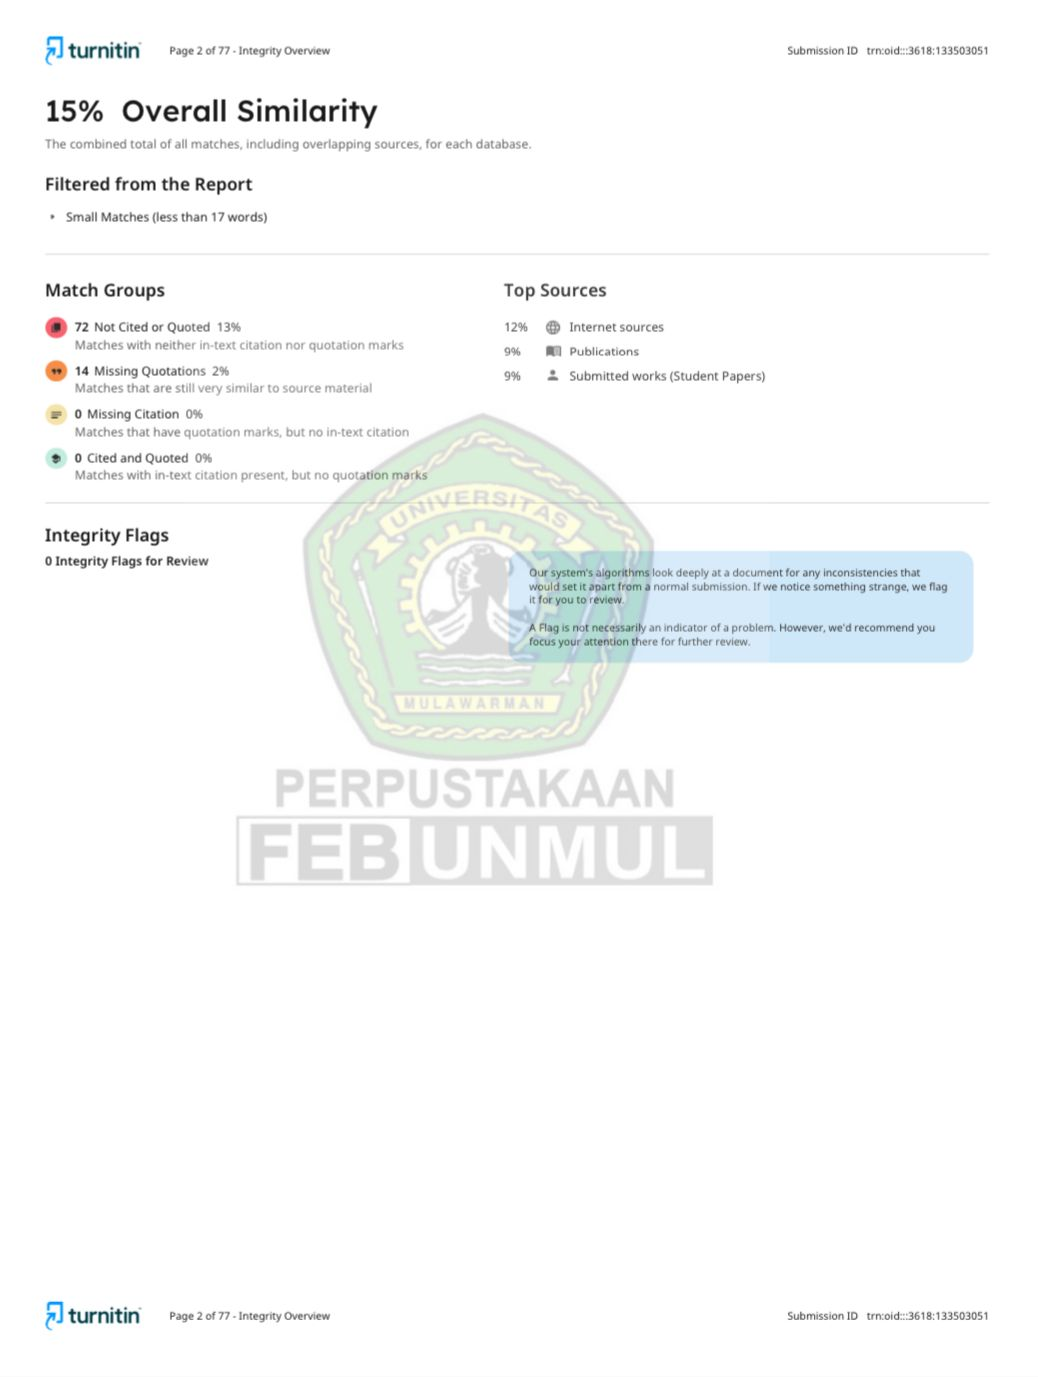 turnitin Page 2 of 77 - Integrity Overview Submission ID trn:oid:::3618:133503051
15% Overall Similarity
The combined total of all matches, including overlapping sources, for each database.
Filtered from the Report
Small Matches (less than 17 words)
Match Groups
72 Not Cited or Quoted 13%
Matches with neither in-text citation nor quotation marks
14 Missing Quotations 2%
Matches that are still very similar to source material
0 Missing Citation 0%
Matches that have quotation marks, but no in-text citation
0 Cited and Quoted 0%
Matches with in-text citation present, but no quotation marks
Top Sources
12% Internet sources
9% Publications
9% Submitted works (Student Papers)
Integrity Flags
0 Integrity Flags for Review
Our system's algorithms look deeply at a document for any inconsistencies that
would set it apart from a normal submission. If we notice something strange, we flag
it for you to review.
A Flag is not necessarily an indicator of a problem. However, we'd recommend you
focus your attention there for further review.
UNIVERSITAS
MULAWARMAN
PERPUSTAKAAN
FEB UNMUL
turnitin Page 2 of 77 - Integrity Overview Submission ID trn:oid:::3618:133503051